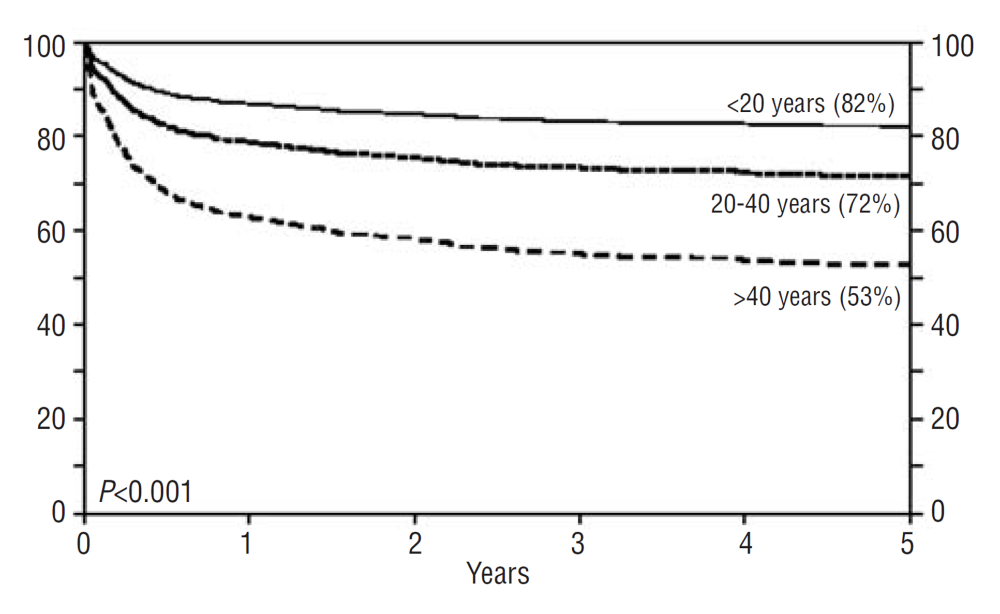 100 100
<20 years (82%)
80 80
20-40 years (72%)
60 60
>40 years (53%)
40 40
20 20
P<0.001
0 0
0 1 2 3 4 5
Years